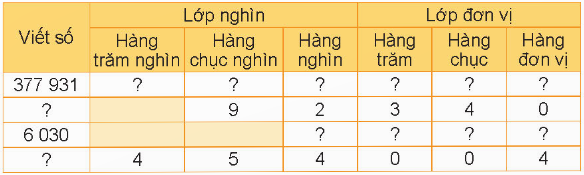 Viết số Lớp nghìn Lớp đơn vị
Hàng trăm nghìn Hàng chục nghìn Hàng nghìn Hàng trăm Hàng chục Hàng đơn vị
377 931 ? ? ? ? ? ?
? 9 2 3 4 0
6 030 ? ? ? ?
? 4 5 4 0 0 4